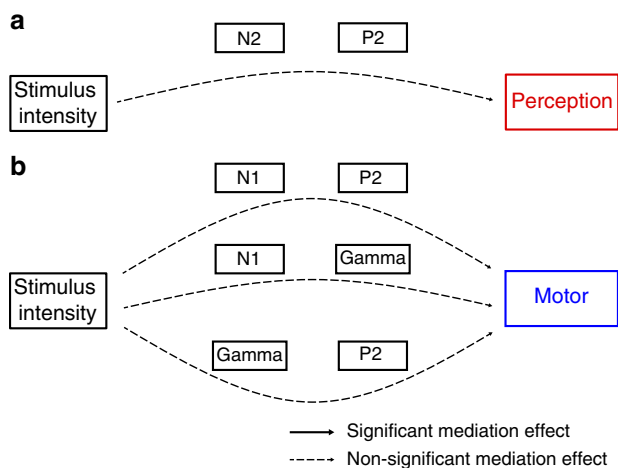 a
N2 P2
Stimulus
intensity
Perception
b
N1 P2
N1 Gamma
Stimulus
intensity
Motor
Gamma P2
Significant mediation effect
Non-significant mediation effect